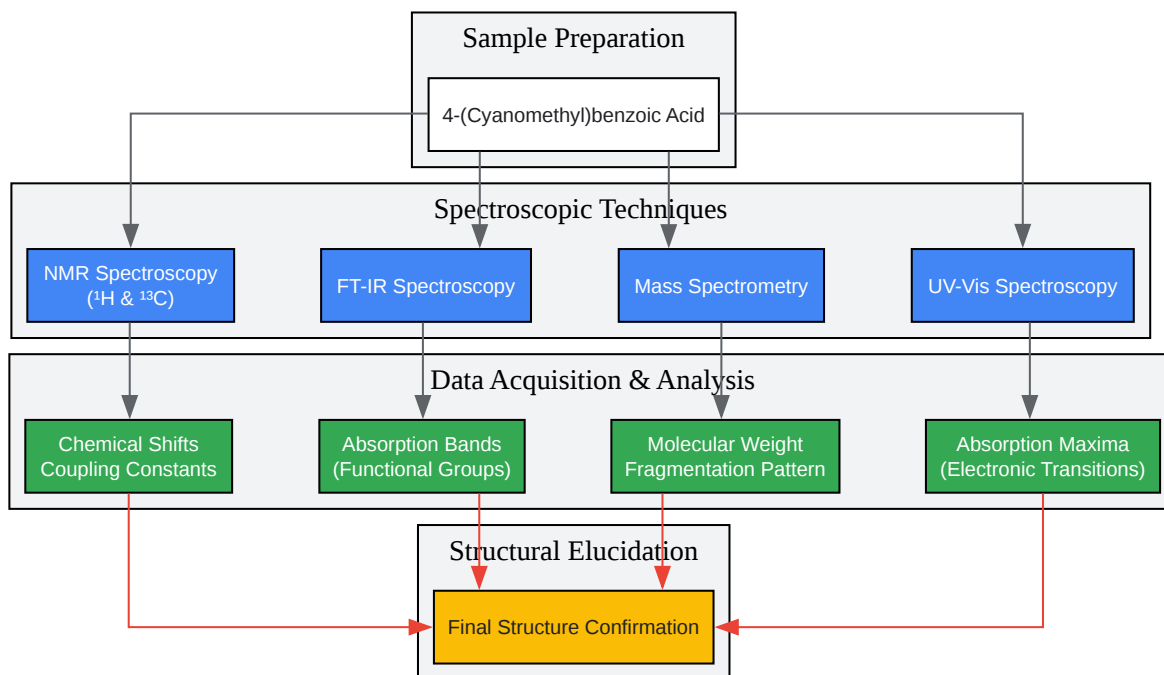 Sample Preparation
4-(Cyanomethyl)benzoic Acid
Spectroscopic Techniques
NMR Spectroscopy
(¹H & ¹³C)
FT-IR Spectroscopy
Mass Spectrometry
UV-Vis Spectroscopy
Data Acquisition & Analysis
Chemical Shifts
Coupling Constants
Absorption Bands
(Functional Groups)
Molecular Weight
Fragmentation Pattern
Absorption Maxima
(Electronic Transitions)
Structural Elucidation
Final Structure Confirmation